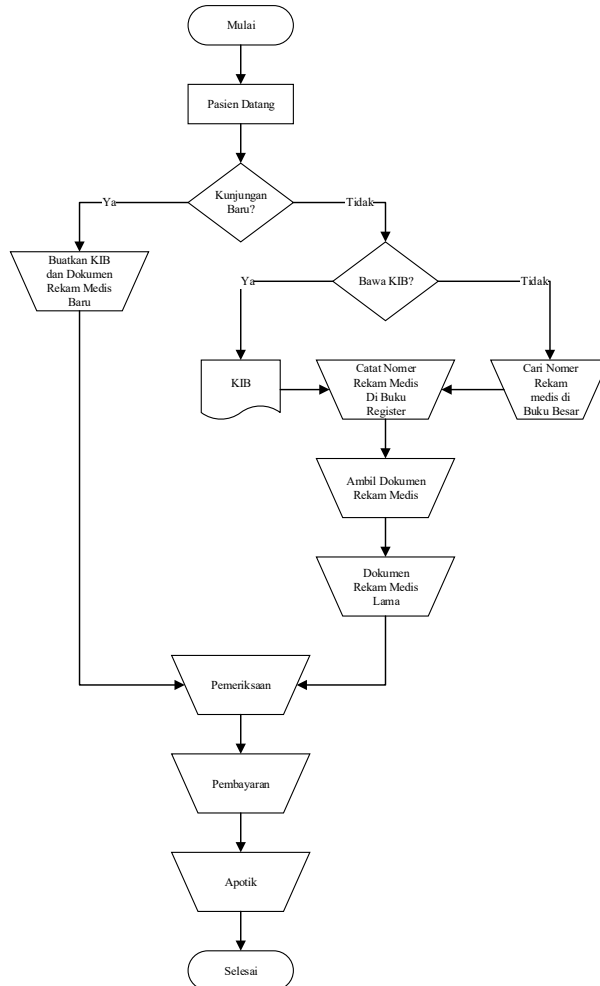 Mulai
Pasien Datang
Kunjungan
Baru?
Ya
Tidak
Buatkan KIB
dan Dokumen
Rekam Medis
Baru
Bawa KIB?
Ya
Tidak
KIB
Catat Nomer
Rekam Medis
Di Buku
Register
Cari Nomer
Rekam
medis di
Buku Besar
Ambil Dokumen
Rekam Medis
Dokumen
Rekam Medis
Lama
Pemeriksaan
Pembayaran
Apotik
Selesai